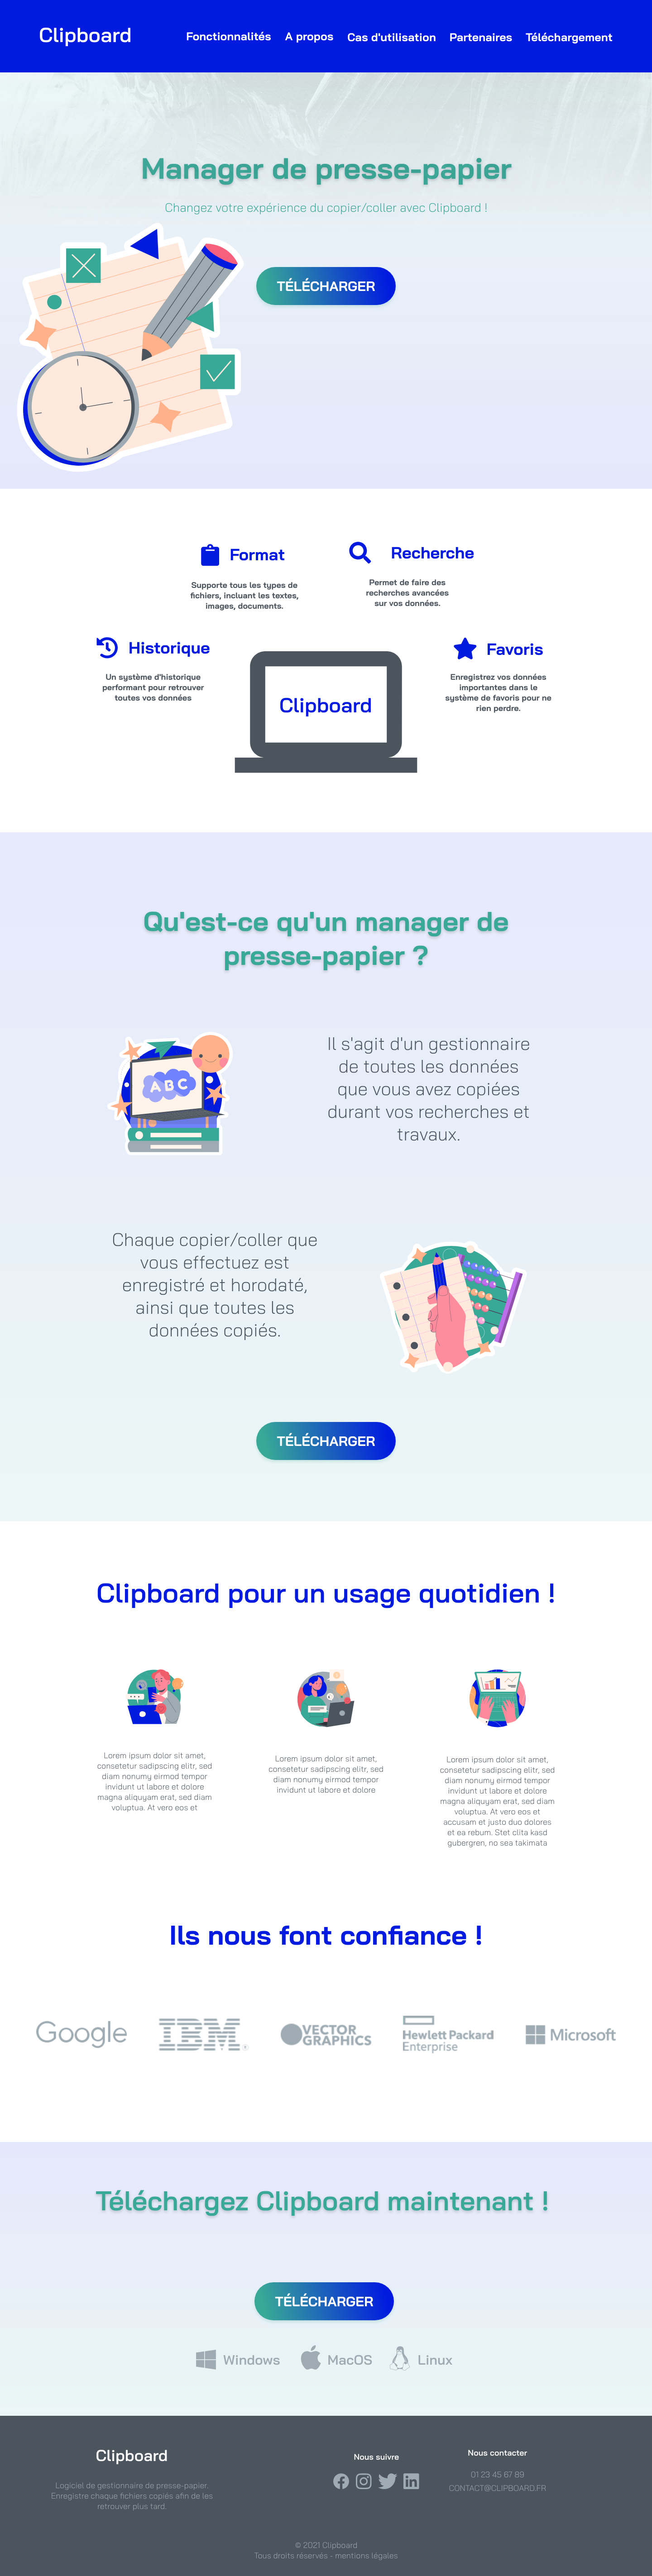 Clipboard
Fonctionnalités
A propos
Cas d'utilisation
Partenaires
Téléchargement
Manager de presse-papier
Changez votre expérience du copier/coller avec Clipboard !
TÉLÉCHARGER
Format
Supporte tous les types de
fichiers, incluant les textes,
images, documents.
Recherche
Permet de faire des
recherches avancées
sur vos données.
Historique
Un système d'historique
performant pour retrouver
toutes vos données
Favoris
Enregistrez vos données
importantes dans le
système de favoris pour ne
rien perdre.
Clipboard
Qu'est-ce qu'un manager de
presse-papier ?
ABC
Il s'agit d'un gestionnaire
de toutes les données
que vous avez copiées
durant vos recherches et
travaux.
Chaque copier/coller que
vous effectuez est
enregistré et horodaté,
ainsi que toutes les
données copiés.
TÉLÉCHARGER
Clipboard pour un usage quotidien !
Lorem ipsum dolor sit amet,
consetetur sadipscing elitr, sed
diam nonumy eirmod tempor
invidunt ut labore et dolore
magna aliquyam erat, sed diam
voluptua. At vero eos et
Lorem ipsum dolor sit amet,
consetetur sadipscing elitr, sed
diam nonumy eirmod tempor
invidunt ut labore et dolore
Lorem ipsum dolor sit amet,
consetetur sadipscing elitr, sed
diam nonumy eirmod tempor
invidunt ut labore et dolore
magna aliquyam erat, sed diam
voluptua. At vero eos et
accusam et justo duo dolores
et ea rebum. Stet clita kasd
gubergren, no sea takimata
Ils nous font confiance !
Google
IBM
VECTOR
GRAPHICS
Hewlett Packard
Enterprise
Microsoft
Téléchargez Clipboard maintenant !
TÉLÉCHARGER
Windows
MacOS
Linux
Clipboard
Logiciel de gestionnaire de presse-papier.
Enregistre chaque fichiers copiés afin de les
retrouver plus tard.
Nous suivre
Nous contacter
01 23 45 67 89
CONTACT@CLIPBOARD.FR
© 2021 Clipboard
Tous droits réservés - mentions légales